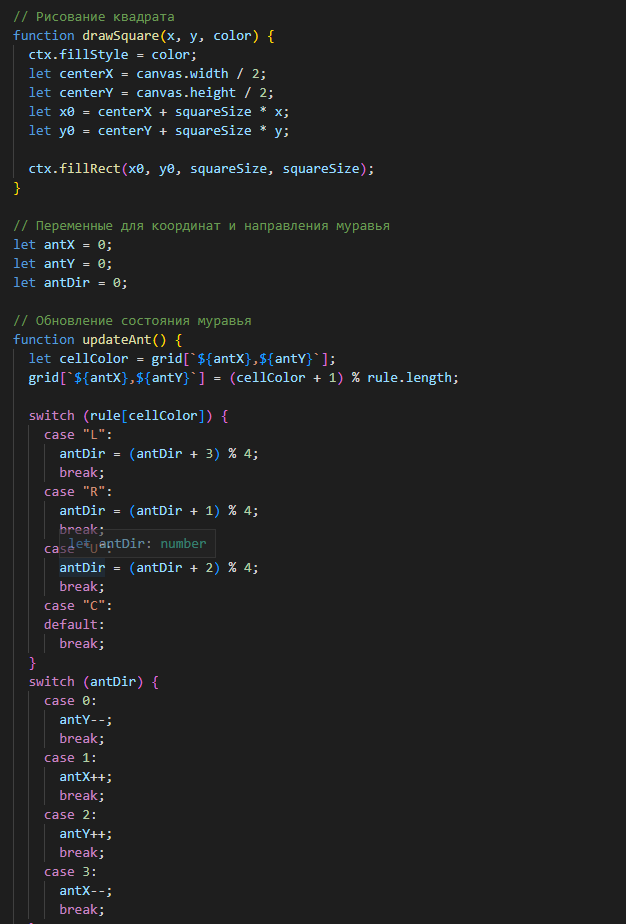 // Рисование квадрата
function drawSquare(x, y, color) {
  ctx.fillStyle = color;
  let centerX = canvas.width / 2;
  let centerY = canvas.height / 2;
  let x0 = centerX + squareSize * x;
  let y0 = centerY + squareSize * y;

  ctx.fillRect(x0, y0, squareSize, squareSize);
}

// Переменные для координат и направления муравья
let antX = 0;
let antY = 0;
let antDir = 0;

// Обновление состояния муравья
function updateAnt() {
  let cellColor = grid[`${antX},${antY}`];
  grid[`${antX},${antY}`] = (cellColor + 1) % rule.length;

  switch (rule[cellColor]) {
    case "L":
      antDir = (antDir + 3) % 4;
      break;
    case "R":
      antDir = (antDir + 1) % 4;
      break;
let antDir: number
    case "U":
      antDir = (antDir + 2) % 4;
      break;
    case "C":
    default:
      break;
  }
  switch (antDir) {
    case 0:
      antY--;
      break;
    case 1:
      antX++;
      break;
    case 2:
      antY++;
      break;
    case 3:
      antX--;
      break;